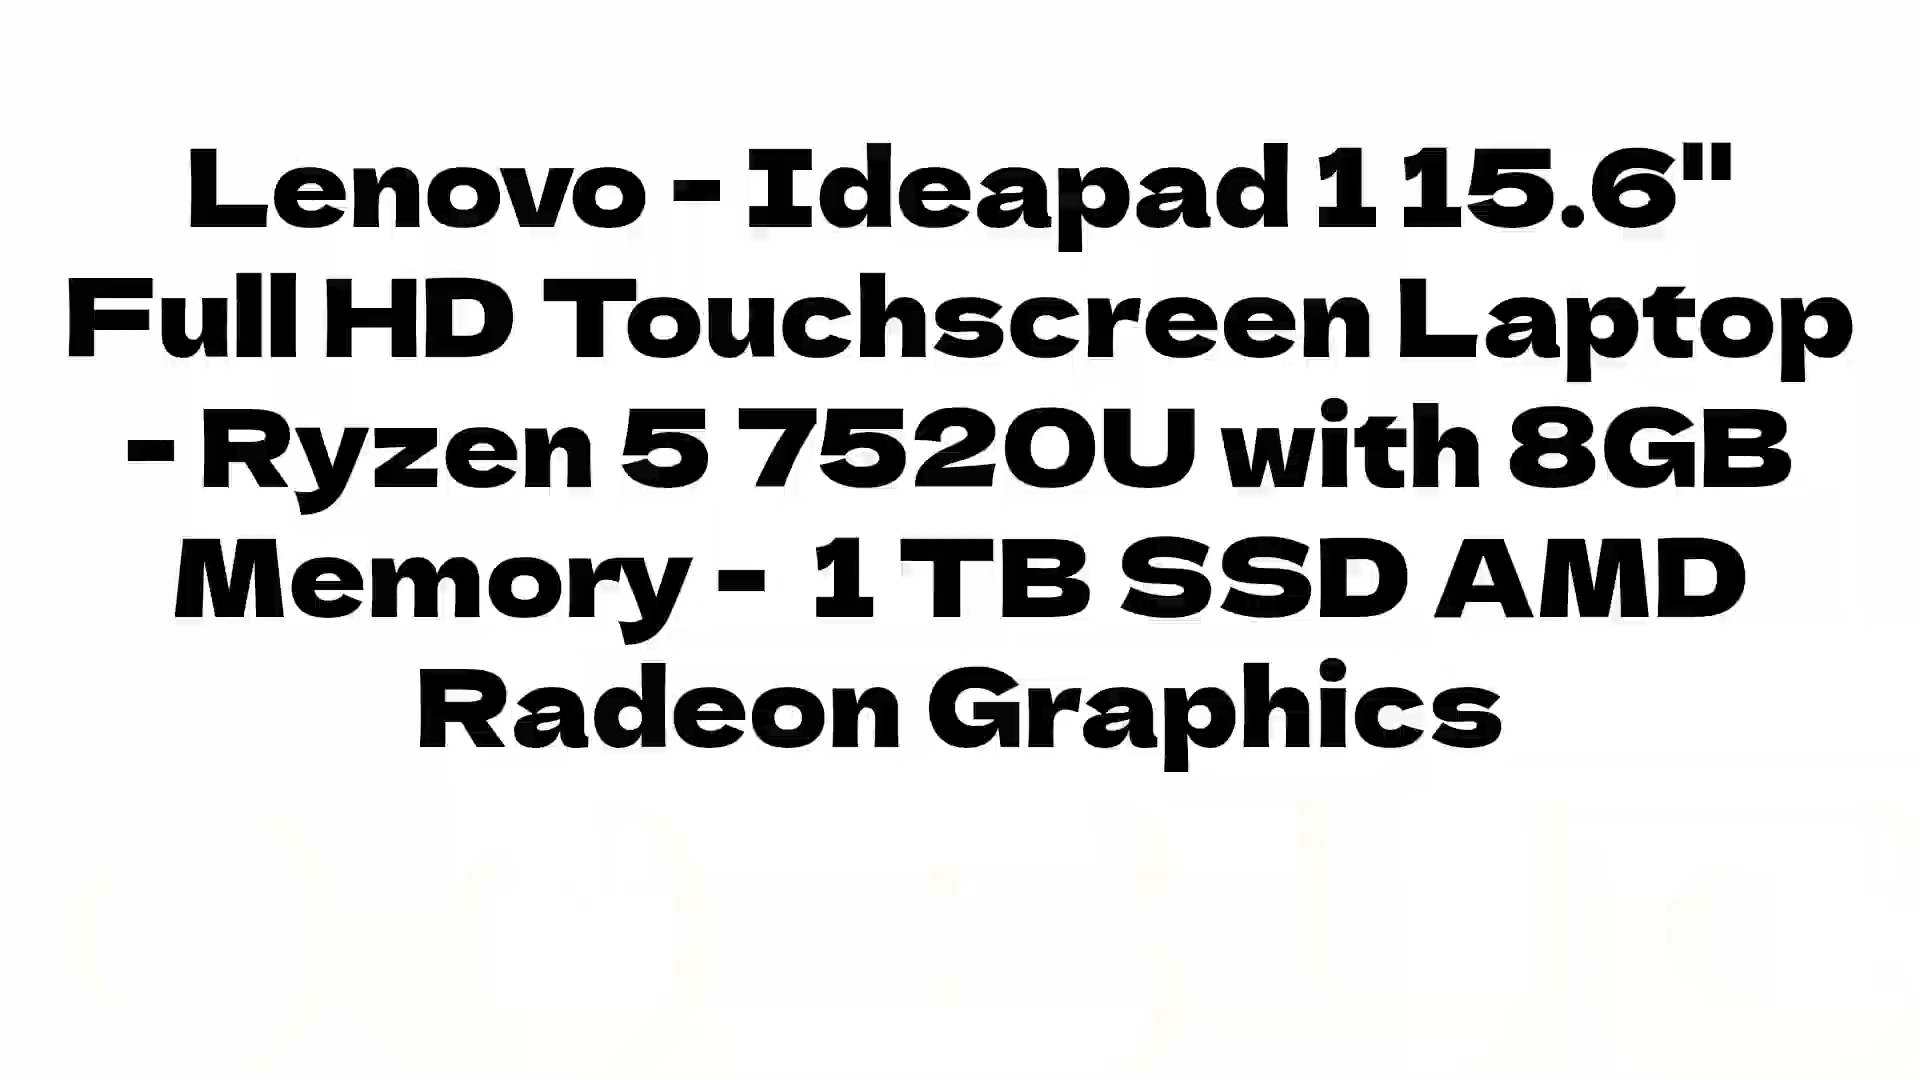 Lenovo - Ideapad 1 15.6"
Full HD Touchscreen Laptop
- Ryzen 5 7520U with 8GB
Memory - 1 TB SSD AMD
Radeon Graphics